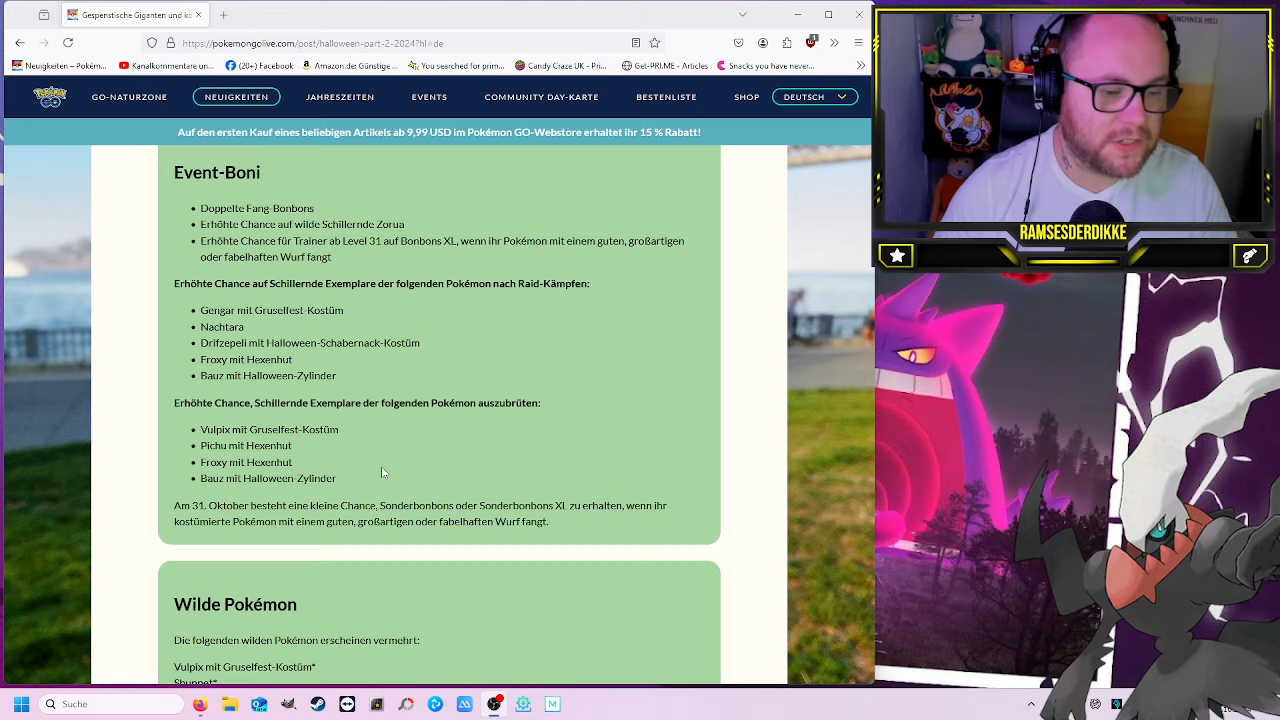 Gespenstische Giganten und ko
https://pokemongolive.com/post/halloween-part-2-2024?hl=de
1
Neuigkeiten – Pokém...
Kanalkommentare un...
(20+) Facebook
Amazon.de: Günstige ...
You searched for prim...
Candy Craze UK - Pri...
Get-PRIME - Articles
Snacks you have never...
GO-NATURZONE
NEUIGKEITEN
JAHRESZEITEN
EVENTS
COMMUNITY DAY-KARTE
BESTENLISTE
SHOP
DEUTSCH
Auf den ersten Kauf eines beliebigen Artikels ab 9,99 USD im Pokémon GO-Webstore erhaltet ihr 15 % Rabatt!
Event-Boni
• Doppelte Fang-Bonbons
• Erhöhte Chance auf wilde Schillernde Zorua
• Erhöhte Chance für Trainer ab Level 31 auf Bonbons XL, wenn ihr Pokémon mit einem guten, großartigen
oder fabelhaften Wurf fangt.
Erhöhte Chance auf Schillernde Exemplare der folgenden Pokémon nach Raid-Kämpfen:
• Gengar mit Gruselfest-Kostüm
• Nachtara
• Drifzepeli mit Halloween-Schabernack-Kostüm
• Froxy mit Hexenhut
• Bauz mit Halloween-Zylinder
Erhöhte Chance, Schillernde Exemplare der folgenden Pokémon auszubrüten:
• Vulpix mit Gruselfest-Kostüm
• Pichu mit Hexenhut
• Froxy mit Hexenhut
• Bauz mit Halloween-Zylinder
Am 31. Oktober besteht eine kleine Chance, Sonderbonbons oder Sonderbonbons XL zu erhalten, wenn ihr
kostümierte Pokémon mit einem guten, großartigen oder fabelhaften Wurf fangt.
Wilde Pokémon
Die folgenden wilden Pokémon erscheinen vermehrt:
Vulpix mit Gruselfest-Kostüm*
Shuppet*
Suche
RAMSESDERDIKKE